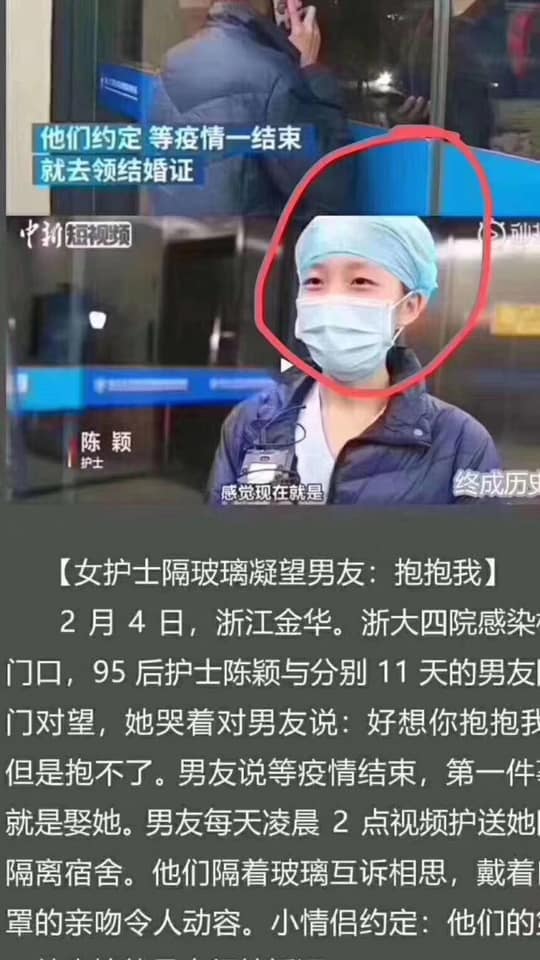 他们约定 等疫情一结束
就去领结婚证
中新短视频
陈 颖
护士
感觉现在就是
终成历史
【女护士隔玻璃凝望男友：抱抱我】
2 月 4 日，浙江金华。浙大四院感染
门口，95 后护士陈颖与分别 11 天的男友
门对望，她哭着对男友说：好想你抱抱我
但是抱不了。男友说等疫情结束，第一件
就是娶她。男友每天凌晨 2 点视频护送她
隔离宿舍。他们隔着玻璃互诉相思，戴着
罩的亲吻令人动容。小情侣约定：他们的